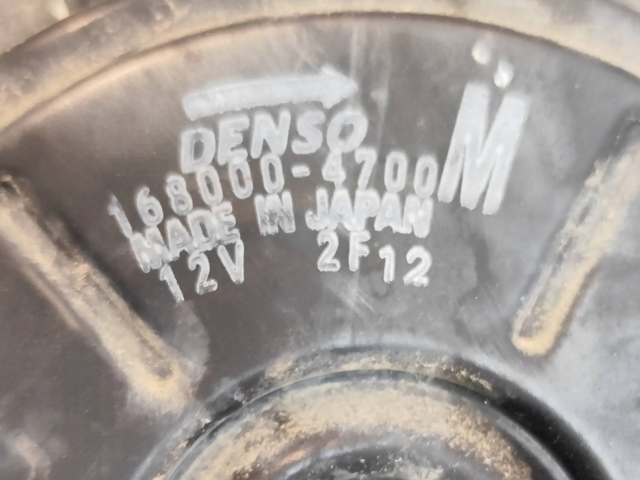 DENSO
M
168000-4700
MADE IN JAPAN
12V 2F12